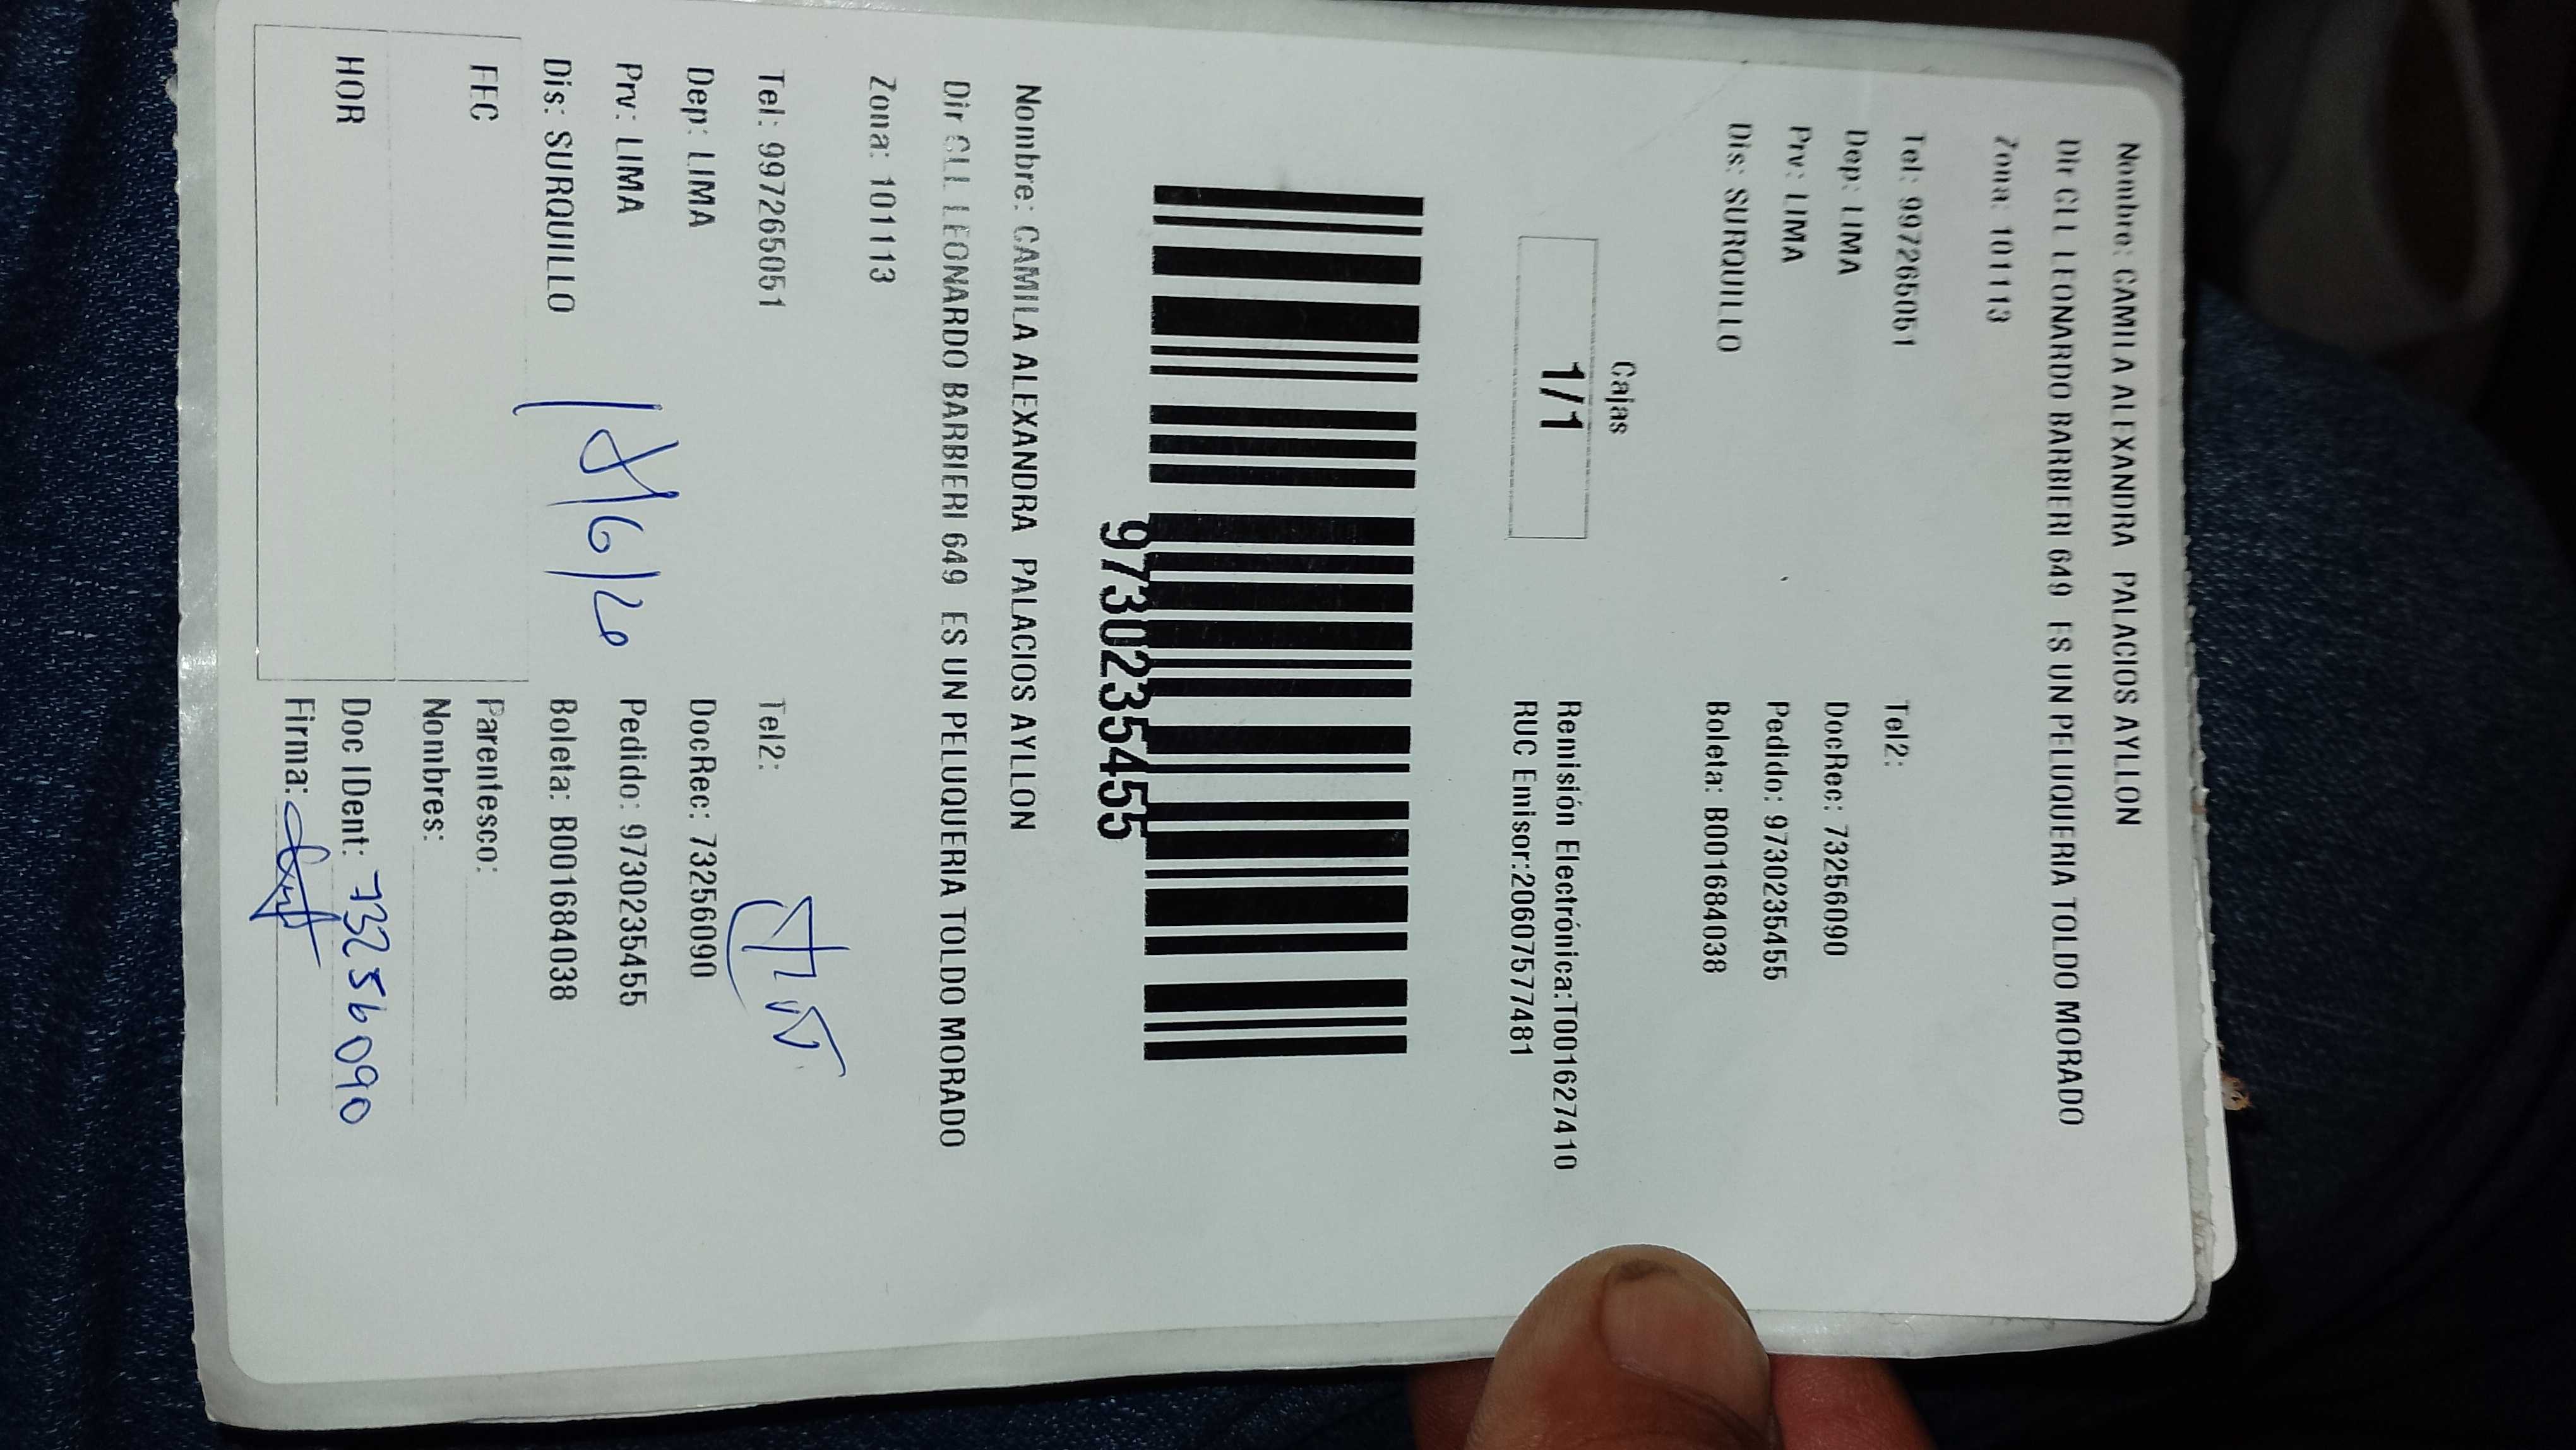 Nombre: CAMILA ALEXANDRA PALACIOS AYLLON
Dir CLL LEONARDO BARBIERI 649 ES UN PELUQUERIA TOLDO MORADO
Zona: 101113
Tel: 997265051 Tel2:
Dep: LIMA DocRec: 73256090
Prv: LIMA Pedido: 9730235455
Dis: SURQUILLO Boleta: B001684038
Cajas
1/1
Remisión Electrónica:T001627410
RUC Emisor:20607577481
9730235455
Nombre: CAMILA ALEXANDRA PALACIOS AYLLON
Dir CLL LEONARDO BARBIERI 649 ES UN PELUQUERIA TOLDO MORADO
Zona: 101113
Tel: 997265051 Tel2:
Dep: LIMA DocRec: 73256090
Prv: LIMA Pedido: 97302355455
Dis: SURQUILLO Boleta: B001684038
FEC Parentesco:
Nombres:
HOR Doc IDent: 73256090
Firma: